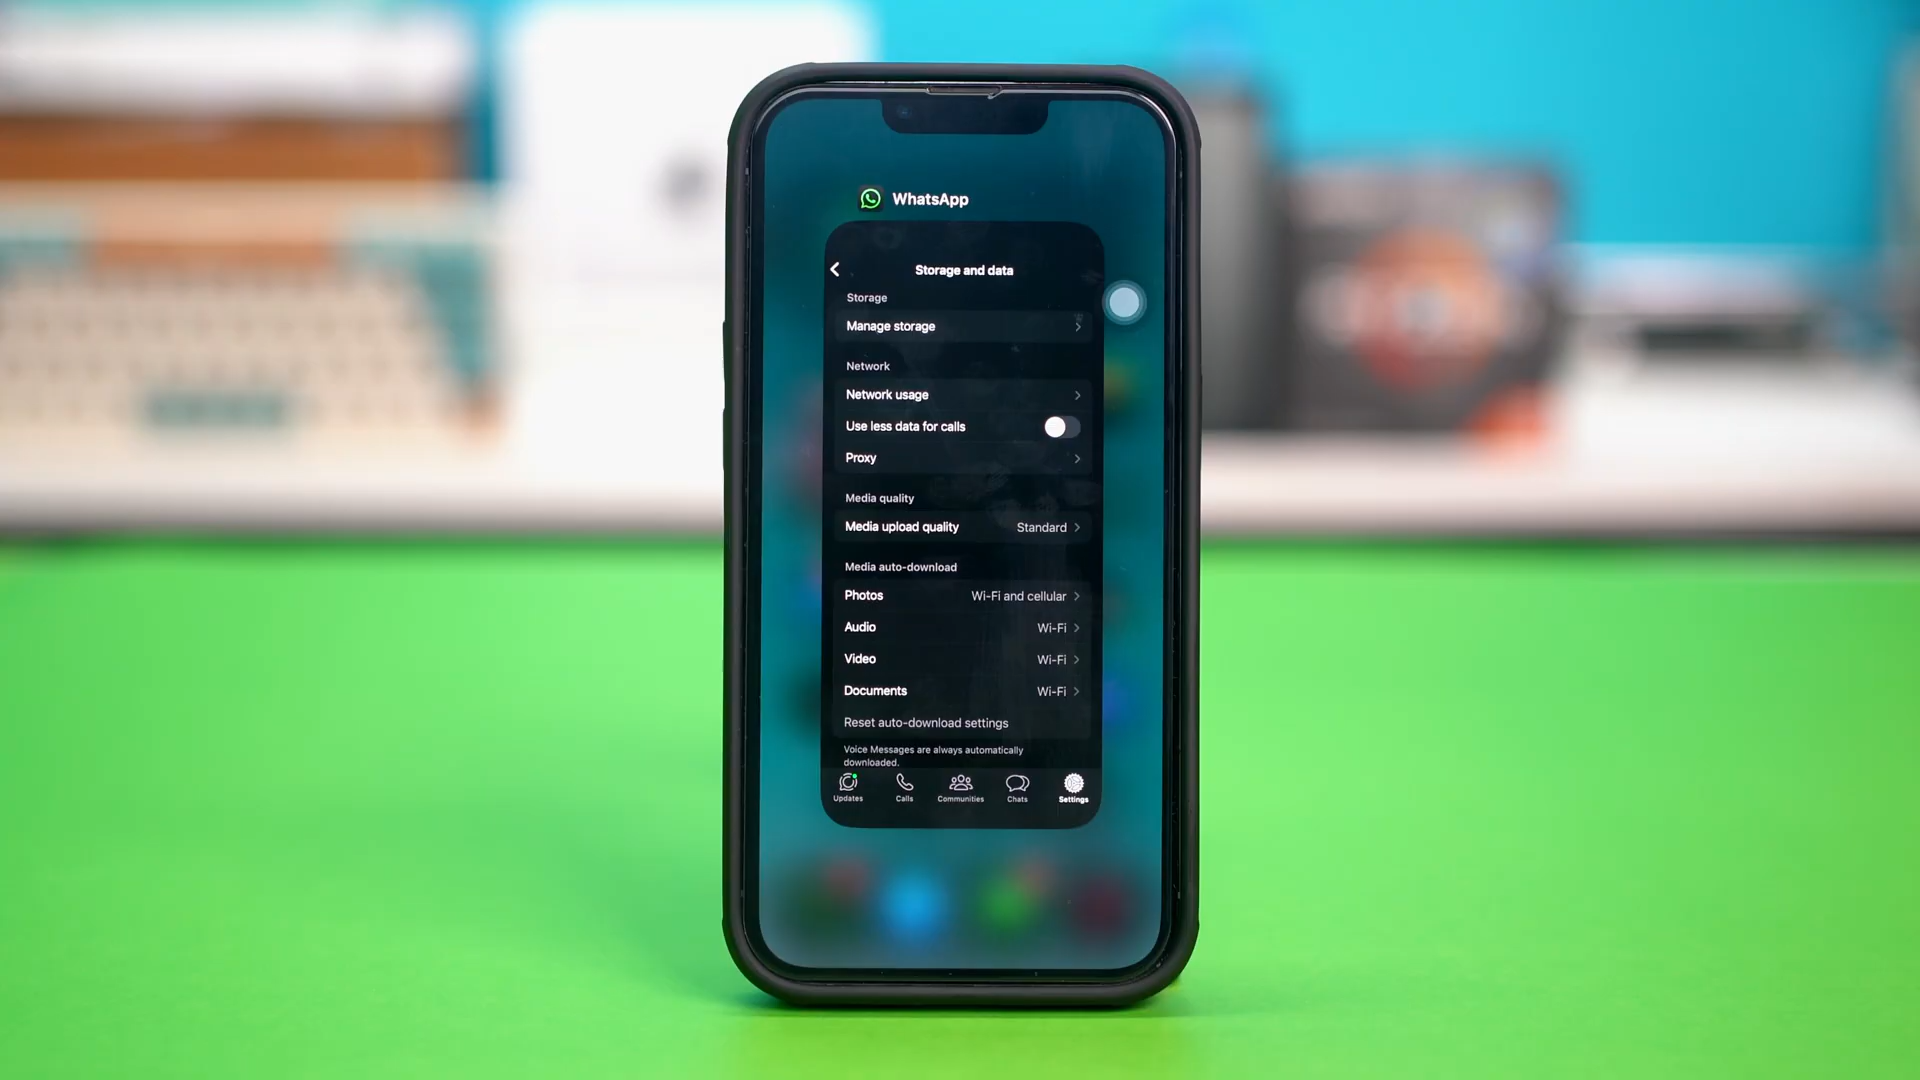 WhatsApp
Storage and data
Storage
Manage storage
Network
Network usage
Use less data for calls
Proxy
Media quality
Media upload quality Standard
Media auto-download
Photos Wi-Fi and cellular
Audio Wi-Fi
Video Wi-Fi
Documents Wi-Fi
Reset auto-download settings
Voice Messages are always automatically
downloaded.
Updates Calls Communities Chats Settings